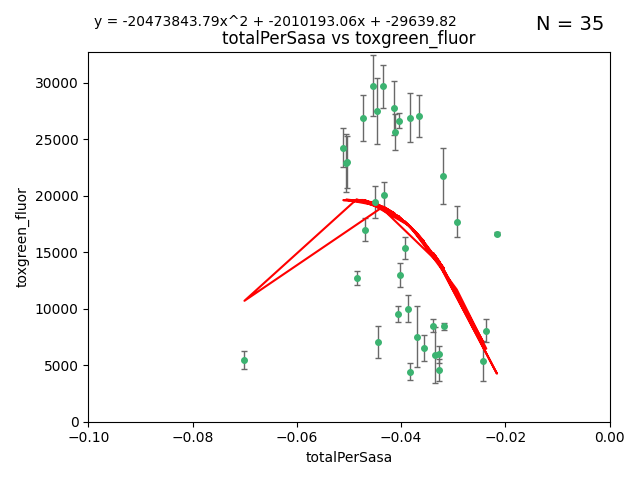 y = -20473843.79x^2 + -2010193.06x + -29639.82
N = 35
totalPerSasa vs toxgreen_fluor
30000
25000
20000
15000
10000
5000
0
toxgreen_fluor
−0.10
−0.08
−0.06
−0.04
−0.02
0.00
totalPerSasa